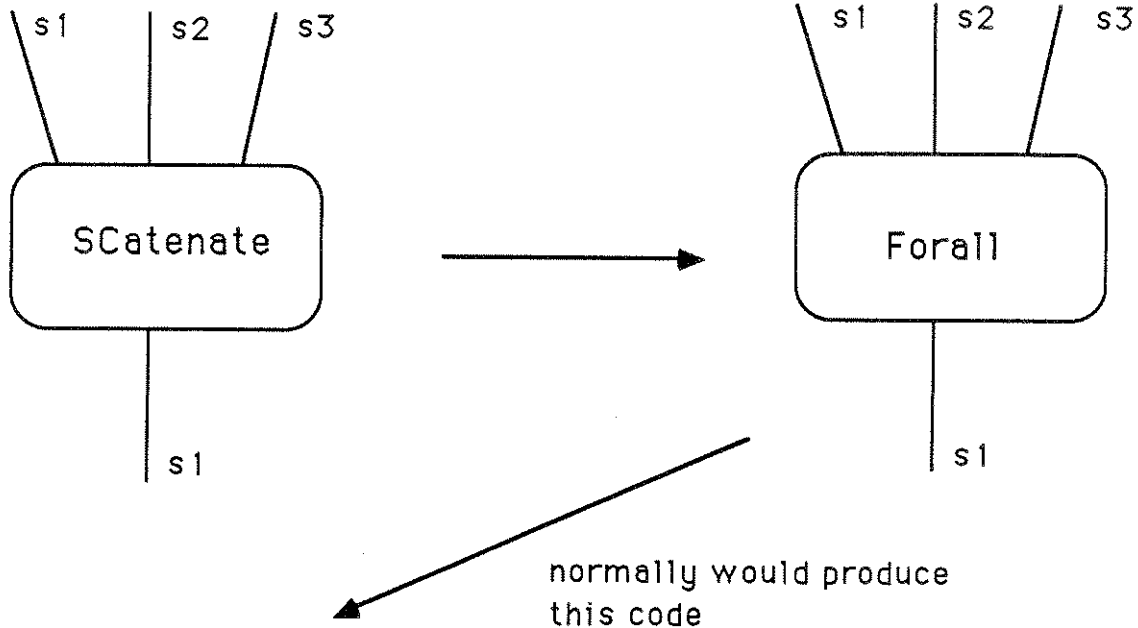 s1 s2 s3
SCatenate
s1
s1 s2 s3
Forall
s1
normally would produce
this code